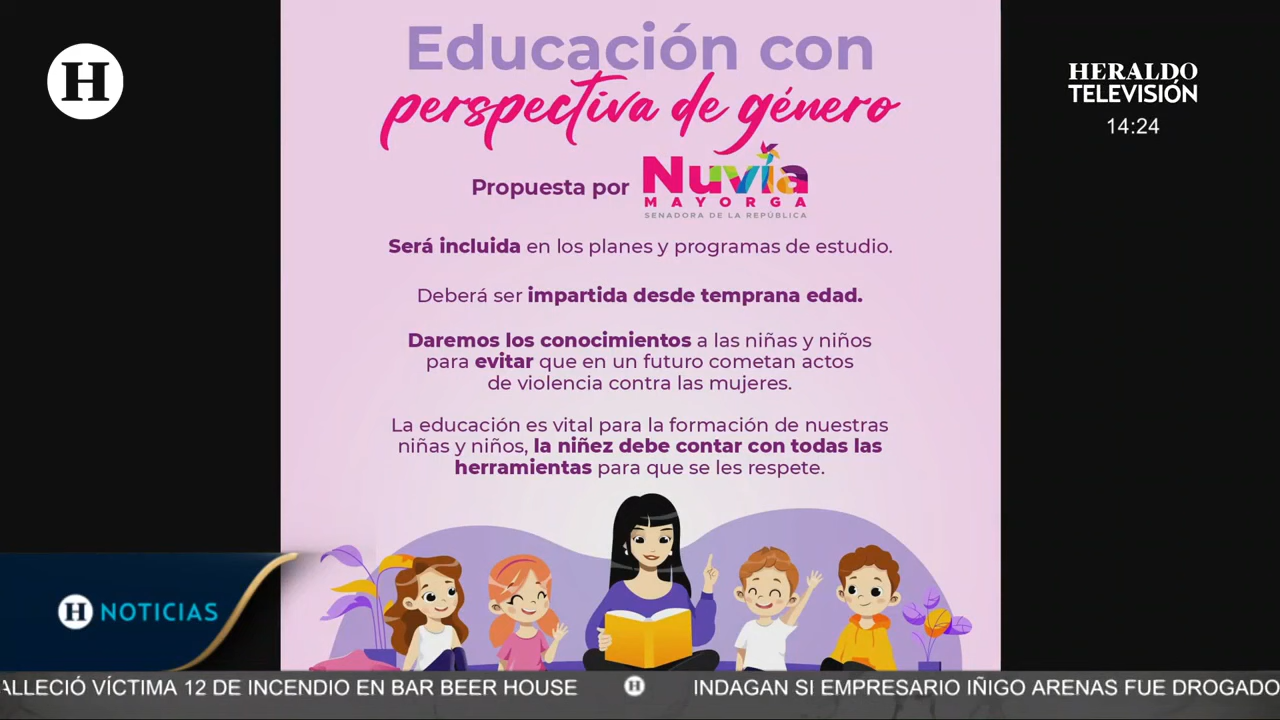 H
HERALDO
TELEVISIÓN
14:24
Educación con
perspectiva de género
Propuesta por
Nuvia
MAYORGA
SENADORA DE LA REPÚBLICA
Será incluida en los planes y programas de estudio.
Deberá ser impartida desde temprana edad.
Daremos los conocimientos a las niñas y niños
para evitar que en un futuro cometan actos
de violencia contra las mujeres.
La educación es vital para la formación de nuestras
niñas y niños, la niñez debe contar con todas las
herramientas para que se les respete.
H NOTICIAS
ALLECIÓ VÍCTIMA 12 DE INCENDIO EN BAR BEER HOUSE H INDAGAN SI EMPRESARIO IÑIGO ARENAS FUE DROGADO